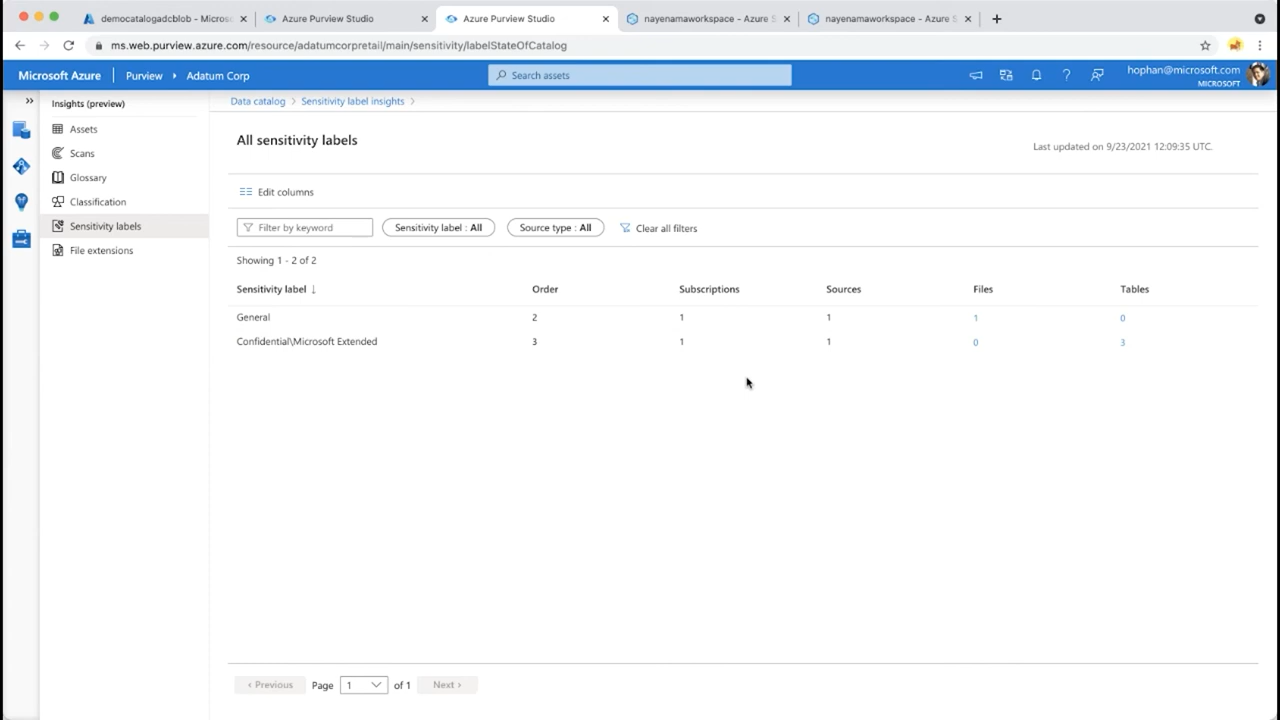 democatalogadcblob - Micros
Azure Purview Studio
Azure Purview Studio
nayenamaworkspace - Azure S
nayenamaworkspace - Azure S
ms.web.purview.azure.com/resource/adatumcorpretail/main/sensitivity/labelStateOfCatalog
Microsoft Azure | Purview ▸ Adatum Corp
Search assets
hophan@microsoft.com
MICROSOFT
Insights (preview)
Assets
Scans
Glossary
Classification
Sensitivity labels
File extensions
Data catalog > Sensitivity label insights >
All sensitivity labels
Last updated on 9/23/2021 12:09:35 UTC.
Edit columns
Filter by keyword
Sensitivity label : All
Source type : All
Clear all filters
Showing 1 - 2 of 2
Sensitivity label ↓ Order Subscriptions Sources Files Tables
General 2 1 1 1 0
Confidential\Microsoft Extended 3 1 1 0 3
< Previous Page 1 of 1 Next >